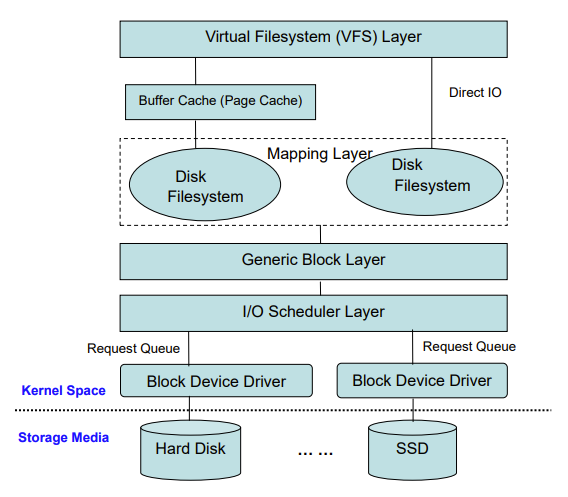 Virtual Filesystem (VFS) Layer
Buffer Cache (Page Cache)
Direct IO
Mapping Layer
Disk
Filesystem
Disk
Filesystem
Generic Block Layer
I/O Scheduler Layer
Request Queue
Request Queue
Block Device Driver
Block Device Driver
Kernel Space
Storage Media
Hard Disk
... ...
SSD